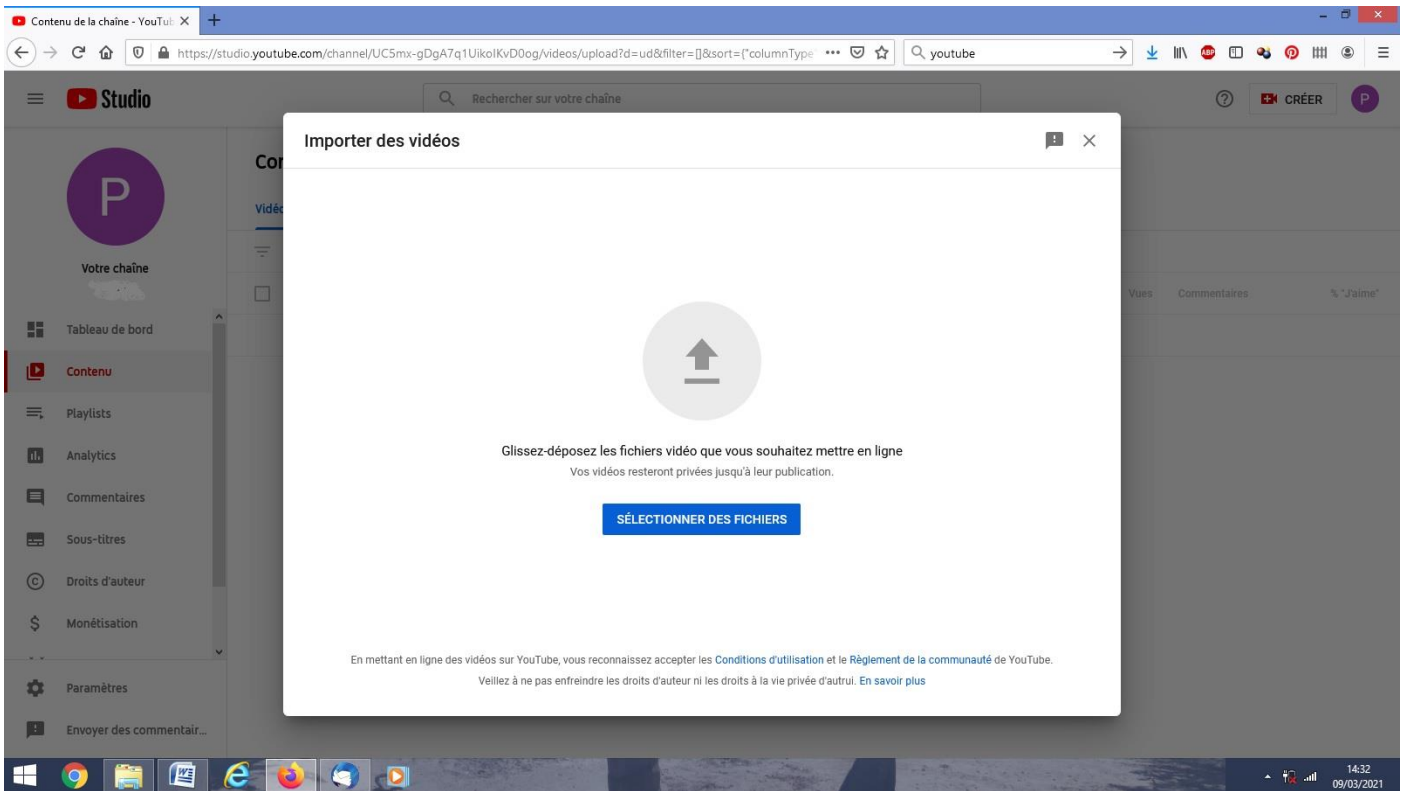 Contenu de la chaîne - YouTub
https://studio.youtube.com/channel/UC5mx-gDgA7q1UikoIKvD0og/videos/upload?d=ud&filter=[]&sort={"columnType"
youtube
Studio
Rechercher sur votre chaîne
CRÉER
P
Importer des vidéos
P
Votre chaîne
Con
Vidéo
Vues Commentaires % "J'aime"
Tableau de bord
Contenu
Playlists
Analytics
Commentaires
Sous-titres
Droits d'auteur
Monétisation
Paramètres
Envoyer des commentair...
Glissez-déposez les fichiers vidéo que vous souhaitez mettre en ligne
Vos vidéos resteront privées jusqu'à leur publication.
SÉLECTIONNER DES FICHIERS
En mettant en ligne des vidéos sur YouTube, vous reconnaissez accepter les Conditions d'utilisation et le Règlement de la communauté de YouTube.
Veillez à ne pas enfreindre les droits d'auteur ni les droits à la vie privée d'autrui. En savoir plus
14:32
09/03/2021